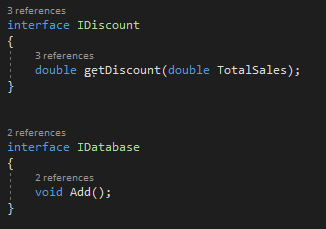 3 references
interface IDiscount
{
3 references
double getDiscount(double TotalSales);
}
2 references
interface IDatabase
{
2 references
void Add();
}